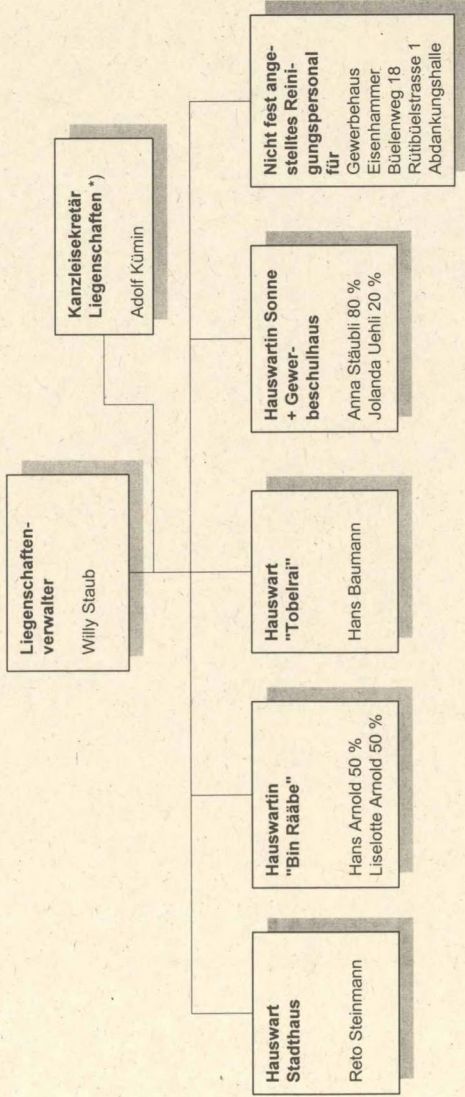 Liegenschaften-
verwalter
Willy Staub
Kanzleisekretär
Liegenschaften *)
Adolf Kümin
Hauswart
Stadthaus
Reto Steinmann
Hauswartin
"Bin Rääbe"
Hans Arnold 50 %
Liselotte Arnold 50 %
Hauswart
"Tobelrai"
Hans Baumann
Hauswartin Sonne
+ Gewer-
beschulhaus
Anna Stäubli 80 %
Jolanda Uehli 20 %
Nicht fest ange-
stelltes Reini-
gungspersonal
für
Gewerbehaus
Eisenhammer
Büelenweg 18
Rütibüelstrasse 1
Abdankungshalle